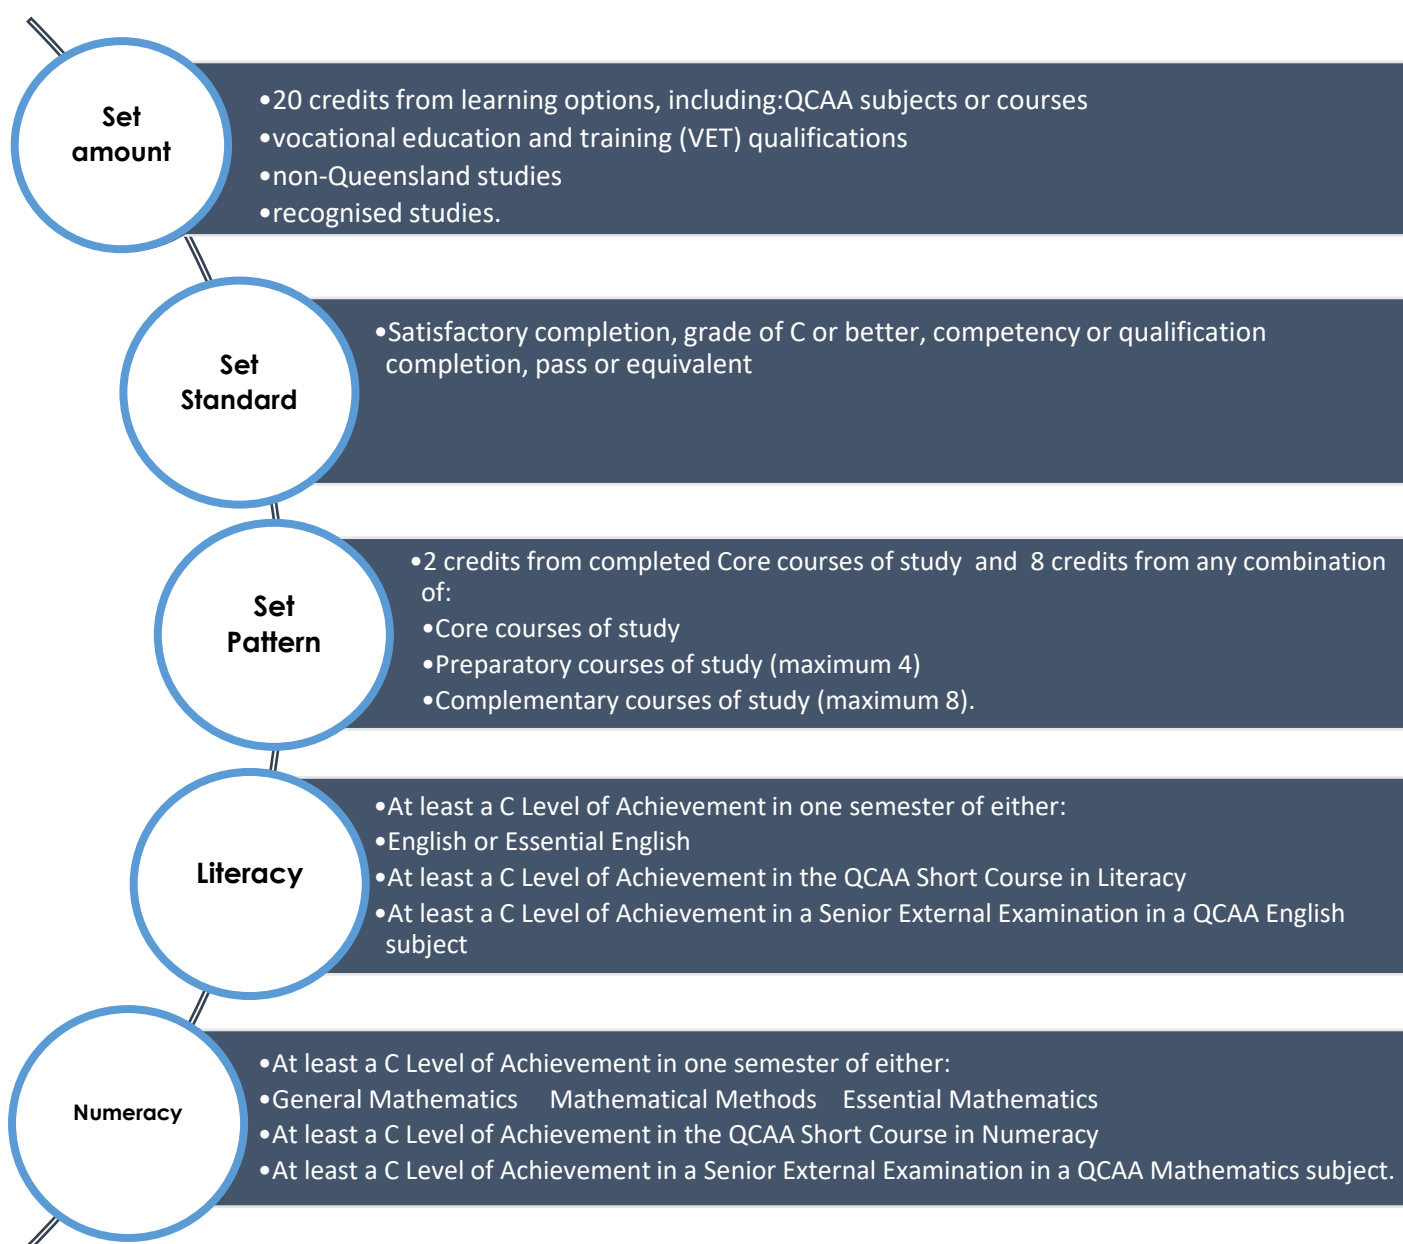 Set
amount
•20 credits from learning options, including:QCAA subjects or courses
•vocational education and training (VET) qualifications
•non-Queensland studies
•recognised studies.
Set
Standard
•Satisfactory completion, grade of C or better, competency or qualification
completion, pass or equivalent
Set
Pattern
•2 credits from completed Core courses of study  and  8 credits from any combination
of:
•Core courses of study
•Preparatory courses of study (maximum 4)
•Complementary courses of study (maximum 8).
Literacy
•At least a C Level of Achievement in one semester of either:
•English or Essential English
•At least a C Level of Achievement in the QCAA Short Course in Literacy
•At least a C Level of Achievement in a Senior External Examination in a QCAA English
subject
Numeracy
•At least a C Level of Achievement in one semester of either:
•General Mathematics    Mathematical Methods   Essential Mathematics
•At least a C Level of Achievement in the QCAA Short Course in Numeracy
•At least a C Level of Achievement in a Senior External Examination in a QCAA Mathematics subject.